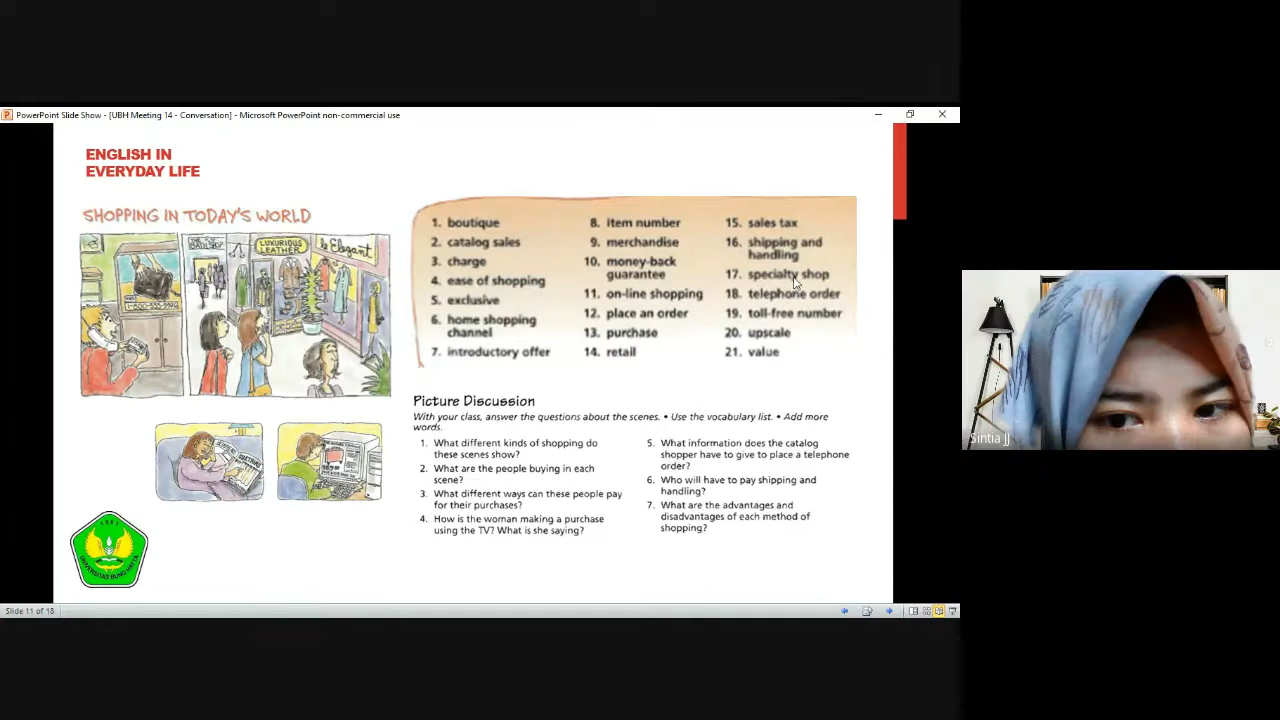 PowerPoint Slide Show - [UBH Meeting 14 - Conversation] - Microsoft PowerPoint non-commercial use
ENGLISH IN
EVERYDAY LIFE
SHOPPING IN TODAY'S WORLD
LUXURIOUS
LEATHER
le Elegant
1. boutique
2. catalog sales
3. charge
4. ease of shopping
5. exclusive
6. home shopping
channel
7. introductory offer
8. item number
9. merchandise
10. money-back
guarantee
11. on-line shopping
12. place an order
13. purchase
14. retail
15. sales tax
16. shipping and
handling
17. specialty shop
18. telephone order
19. toll-free number
20. upscale
21. value
Picture Discussion
With your class, answer the questions about the scenes. • Use the vocabulary list. • Add more
words.
1. What different kinds of shopping do
these scenes show?
2. What are the people buying in each
scene?
3. What different ways can these people pay
for their purchases?
4. How is the woman making a purchase
using the TV? What is she saying?
5. What information does the catalog
shopper have to give to place a telephone
order?
6. Who will have to pay shipping and
handling?
7. What are the advantages and
disadvantages of each method of
shopping?
1981
UNIVERSITAS BUNG HATTA
Slide 11 of 18
Sintia JJ